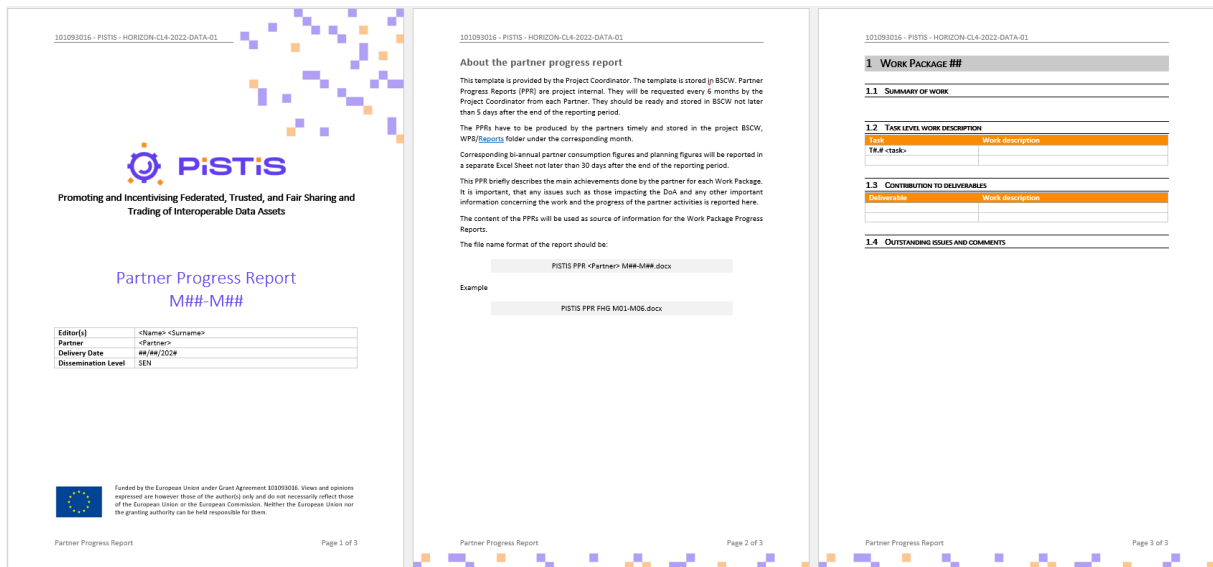 101093016 - PISTIS - HORIZON-CL4-2022-DATA-01
PiSTiS
Promoting and Incentivising Federated, Trusted, and Fair Sharing and
Trading of Interoperable Data Assets
Partner Progress Report
M##-M##
Editor(s) <Name> <Surname>
Partner <Partner>
Delivery Date ##/##/202#
Dissemination Level SEN
Funded by the European Union under Grant Agreement 101093016. Views and opinions
expressed are however those of the author(s) only and do not necessarily reflect those
of the European Union or the European Commission. Neither the European Union nor
the granting authority can be held responsible for them.
Partner Progress Report Page 1 of 3
101093016 - PISTIS - HORIZON-CL4-2022-DATA-01
About the partner progress report
This template is provided by the Project Coordinator. The template is stored in BSCW. Partner
Progress Reports (PPR) are project internal. They will be requested every 6 months by the
Project Coordinator from each Partner. They should be ready and stored in BSCW not later
than 5 days after the end of the reporting period.
The PPRs have to be produced by the partners timely and stored in the project BSCW,
WP8/Reports folder under the corresponding month.
Corresponding bi-annual partner consumption figures and planning figures will be reported in
a separate Excel Sheet not later than 30 days after the end of the reporting period.
This PPR briefly describes the main achievements done by the partner for each Work Package.
It is important, that any issues such as those impacting the DoA and any other important
information concerning the work and the progress of the partner activities is reported here.
The content of the PPRs will be used as source of information for the Work Package Progress
Reports.
The file name format of the report should be:
PISTIS PPR <Partner> M##-M##.docx
Example
PISTIS PPR FHG M01-M06.docx
Partner Progress Report Page 2 of 3
101093016 - PISTIS - HORIZON-CL4-2022-DATA-01
1 WORK PACKAGE ##
1.1 SUMMARY OF WORK
1.2 TASK LEVEL WORK DESCRIPTION
Task Work description
T#.# <task>
1.3 CONTRIBUTION TO DELIVERABLES
Deliverable Work description
1.4 OUTSTANDING ISSUES AND COMMENTS
Partner Progress Report Page 3 of 3